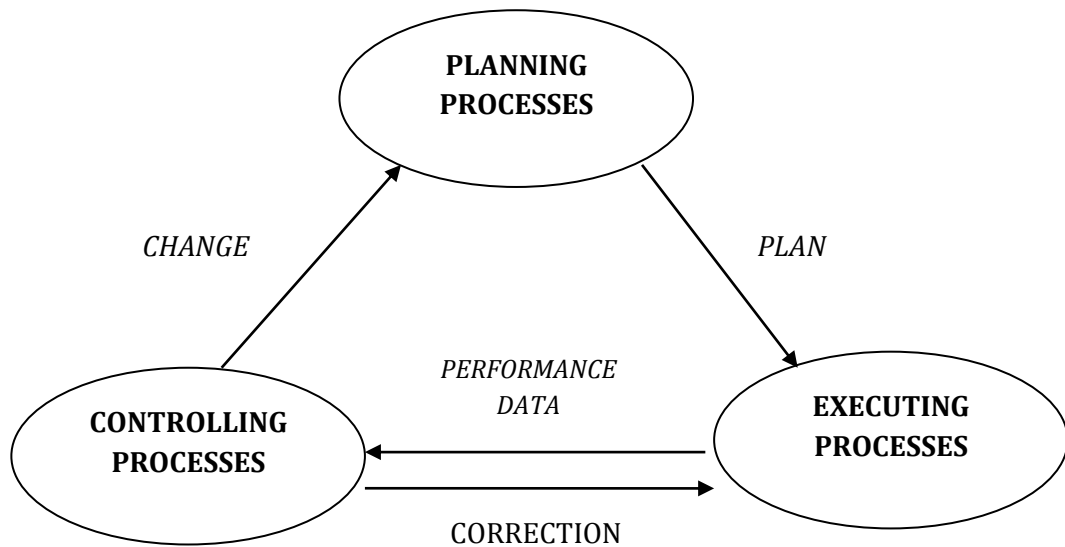 PLANNING
PROCESSES
CHANGE
PLAN
PERFORMANCE
DATA
CONTROLLING
PROCESSES
EXECUTING
PROCESSES
CORRECTION